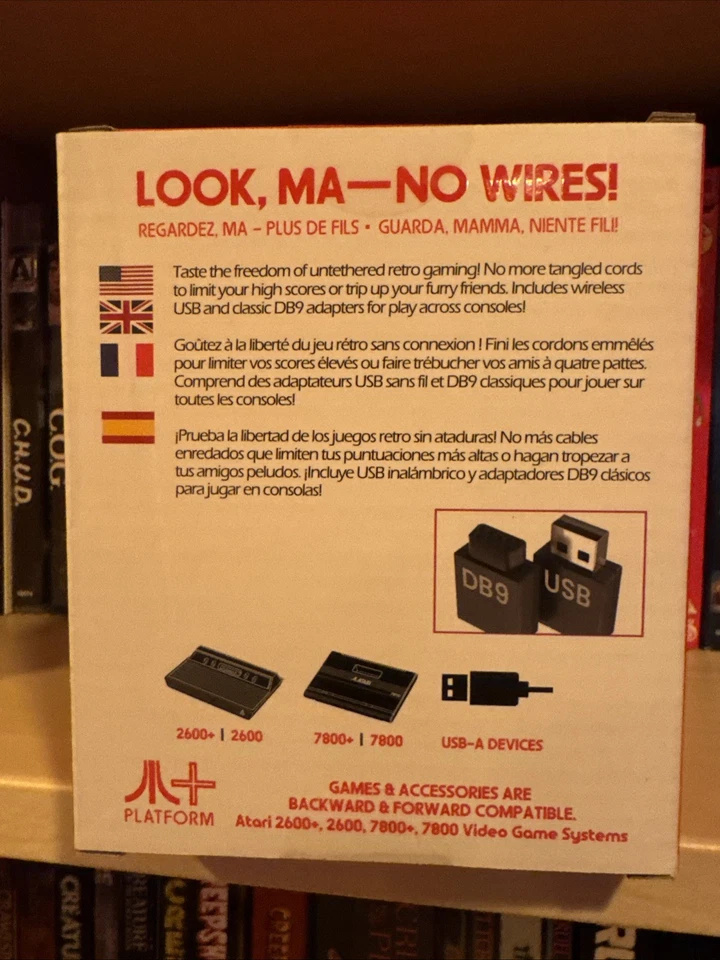 LOOK, MA—NO WIRES!
REGARDEZ, MA – PLUS DE FILS • GUARDA, MAMMA, NIENTE FILI!
Taste the freedom of untethered retro gaming! No more tangled cords
to limit your high scores or trip up your furry friends. Includes wireless
USB and classic DB9 adapters for play across consoles!
Goûtez à la liberté du jeu rétro sans connexion ! Fini les cordons emmêlés
pour limiter vos scores élevés ou faire trébucher vos amis à quatre pattes.
Comprend des adaptateurs USB sans fil et DB9 classiques pour jouer sur
toutes les consoles!
¡Prueba la libertad de los juegos retro sin ataduras! No más cables
enredados que limiten tus puntuaciones más altas o hagan tropezar a
tus amigos peludos. ¡Incluye USB inalámbrico y adaptadores DB9 clásicos
para jugar en consolas!
DB9 USB
ATARI
2600+ | 2600
7800+ | 7800
USB-A DEVICES
PLATFORM
GAMES & ACCESSORIES ARE
BACKWARD & FORWARD COMPATIBLE.
Atari 2600+, 2600, 7800+, 7800 Video Game Systems
C.H.U.D.
C.O.G.
CREATU